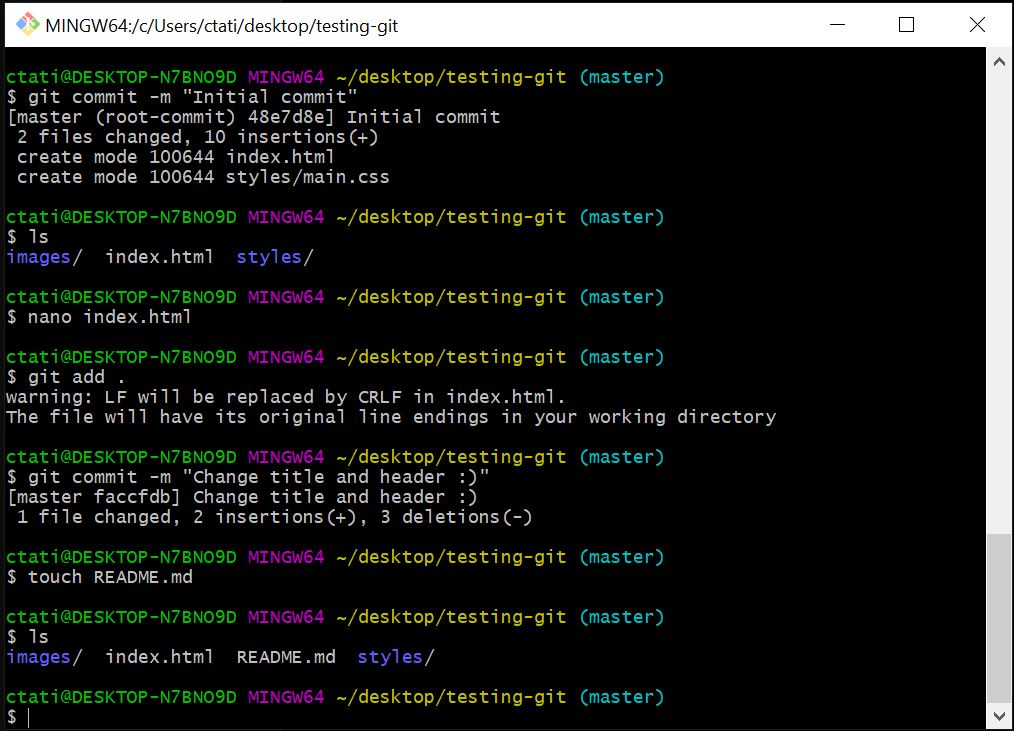 MINGW64:/c/Users/ctati/desktop/testing-git
ctati@DESKTOP-N7BNO9D MINGW64 ~/desktop/testing-git (master)
$ git commit -m "Initial commit"
[master (root-commit) 48e7d8e] Initial commit
 2 files changed, 10 insertions(+)
 create mode 100644 index.html
 create mode 100644 styles/main.css
ctati@DESKTOP-N7BNO9D MINGW64 ~/desktop/testing-git (master)
$ ls
images/  index.html  styles/
ctati@DESKTOP-N7BNO9D MINGW64 ~/desktop/testing-git (master)
$ nano index.html
ctati@DESKTOP-N7BNO9D MINGW64 ~/desktop/testing-git (master)
$ git add .
warning: LF will be replaced by CRLF in index.html.
The file will have its original line endings in your working directory
ctati@DESKTOP-N7BNO9D MINGW64 ~/desktop/testing-git (master)
$ git commit -m "Change title and header :)"
[master faccfdb] Change title and header :)
 1 file changed, 2 insertions(+), 3 deletions(-)
ctati@DESKTOP-N7BNO9D MINGW64 ~/desktop/testing-git (master)
$ touch README.md
ctati@DESKTOP-N7BNO9D MINGW64 ~/desktop/testing-git (master)
$ ls
images/  index.html  README.md  styles/
ctati@DESKTOP-N7BNO9D MINGW64 ~/desktop/testing-git (master)
$